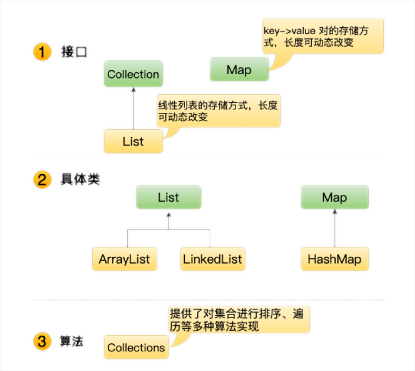 1 接口
Collection
Map
key->value 对的存储方
式，长度可动态改变
线性列表的存储方式，长度
可动态改变
List
2 具体类
List
Map
ArrayList
LinkedList
HashMap
3 算法
Collections
提供了对集合进行排序、遍
历等多种算法实现